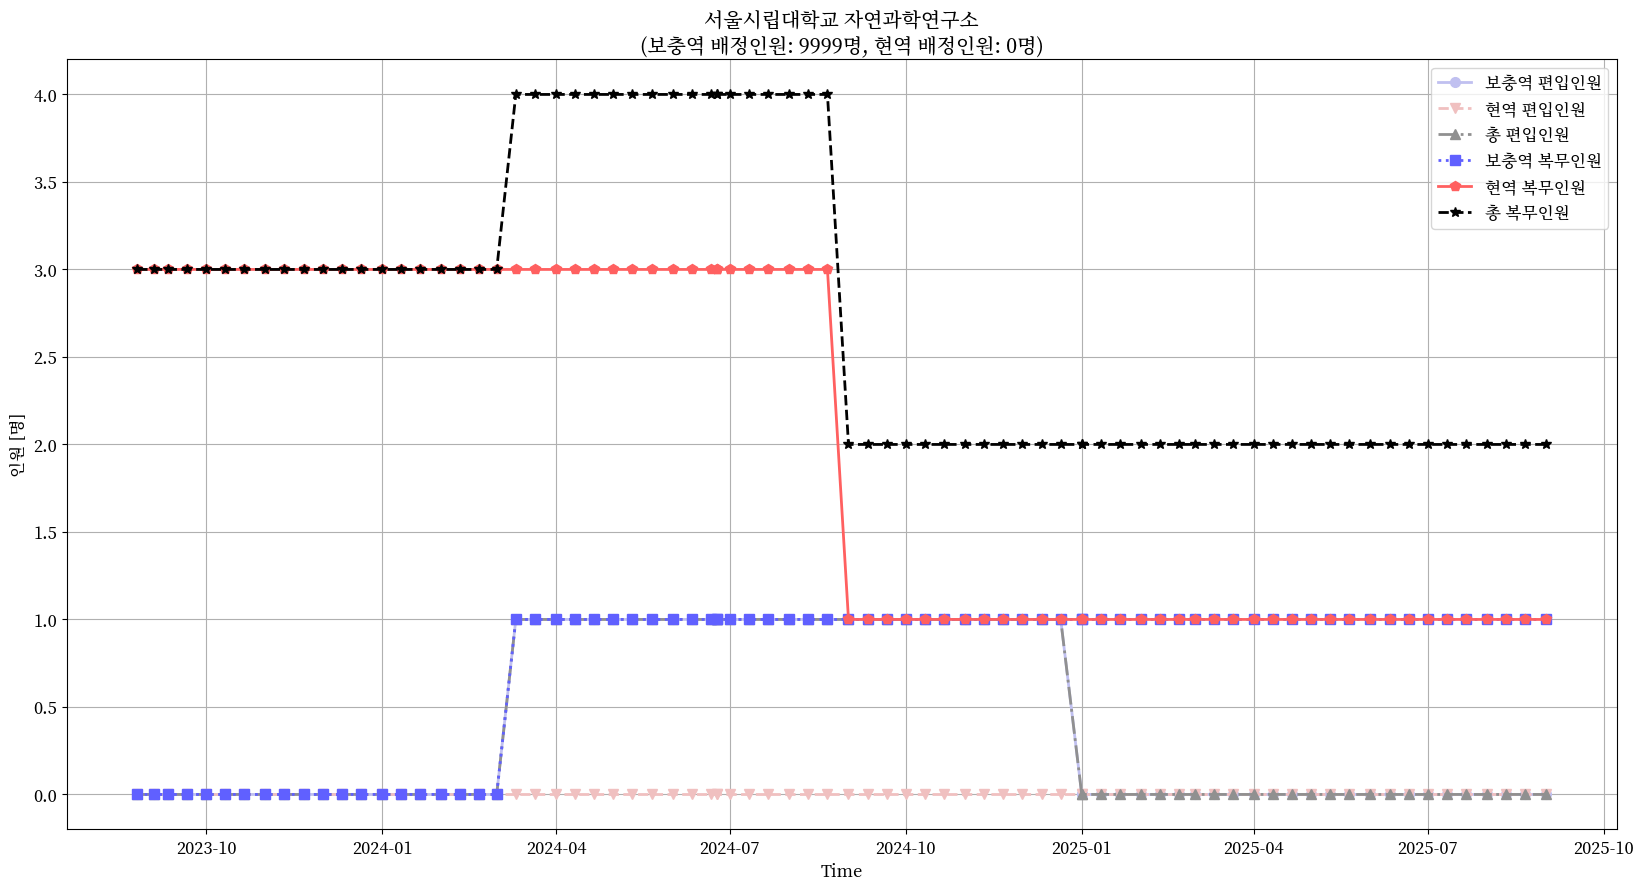 서울시립대학교 자연과학연구소
(보충역 배정인원: 9999명, 현역 배정인원: 0명)
보충역 편입인원
현역 편입인원
총 편입인원
보충역 복무인원
현역 복무인원
총 복무인원
4.0
3.5
3.0
2.5
2.0
1.5
1.0
0.5
0.0
인원 [명]
2023-10
2024-01
2024-04
2024-07
2024-10
2025-01
2025-04
2025-07
2025-10
Time